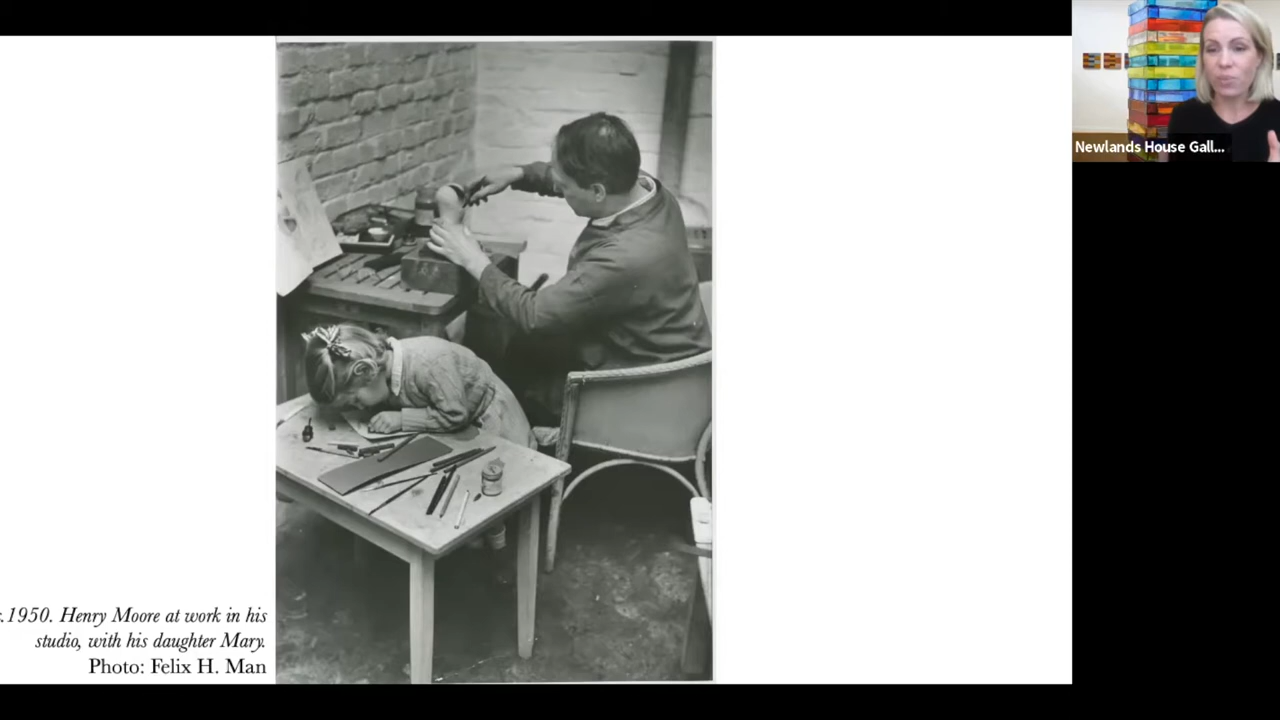 c.1950. Henry Moore at work in his
studio, with his daughter Mary.
Photo: Felix H. Man
Newlands House Gall...